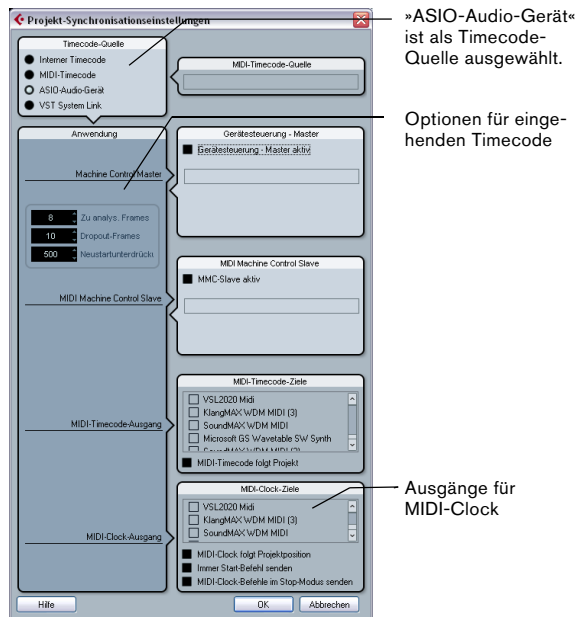 Projekt-Synchronisationseinstellungen
Timecode-Quelle
Interner Timecode
MIDI-Timecode
ASIO-Audio-Gerät
VST System Link
MIDI-Timecode-Quelle
»ASIO-Audio-Gerät«
ist als Timecode-
Quelle ausgewählt.
Anwendung
Machine Control Master
8 Zu analys. Frames
10 Dropout-Frames
500 Neustartunterdrückı
MIDI Machine Control Slave
MIDI-Timecode-Ausgang
MIDI-Clock-Ausgang
Gerätesteuerung - Master
Gerätesteuerung - Master aktiv
Optionen für einge-
henden Timecode
MIDI Machine Control Slave
MMC-Slave aktiv
MIDI-Timecode-Ziele
VSL2020 Midi
KlangMAX WDM MIDI (3)
SoundMAX WDM MIDI
Microsoft GS Wavetable SW Synth
SoundMAX WDM MIDI (2)
MIDI-Timecode folgt Projekt
MIDI-Clock-Ziele
VSL2020 Midi
KlangMAX WDM MIDI (3)
SoundMAX WDM MIDI
MIDI-Clock folgt Projektposition
Immer Start-Befehl senden
MIDI-Clock-Befehle im Stop-Modus senden
Ausgänge für
MIDI-Clock
Hilfe
OK
Abbrechen